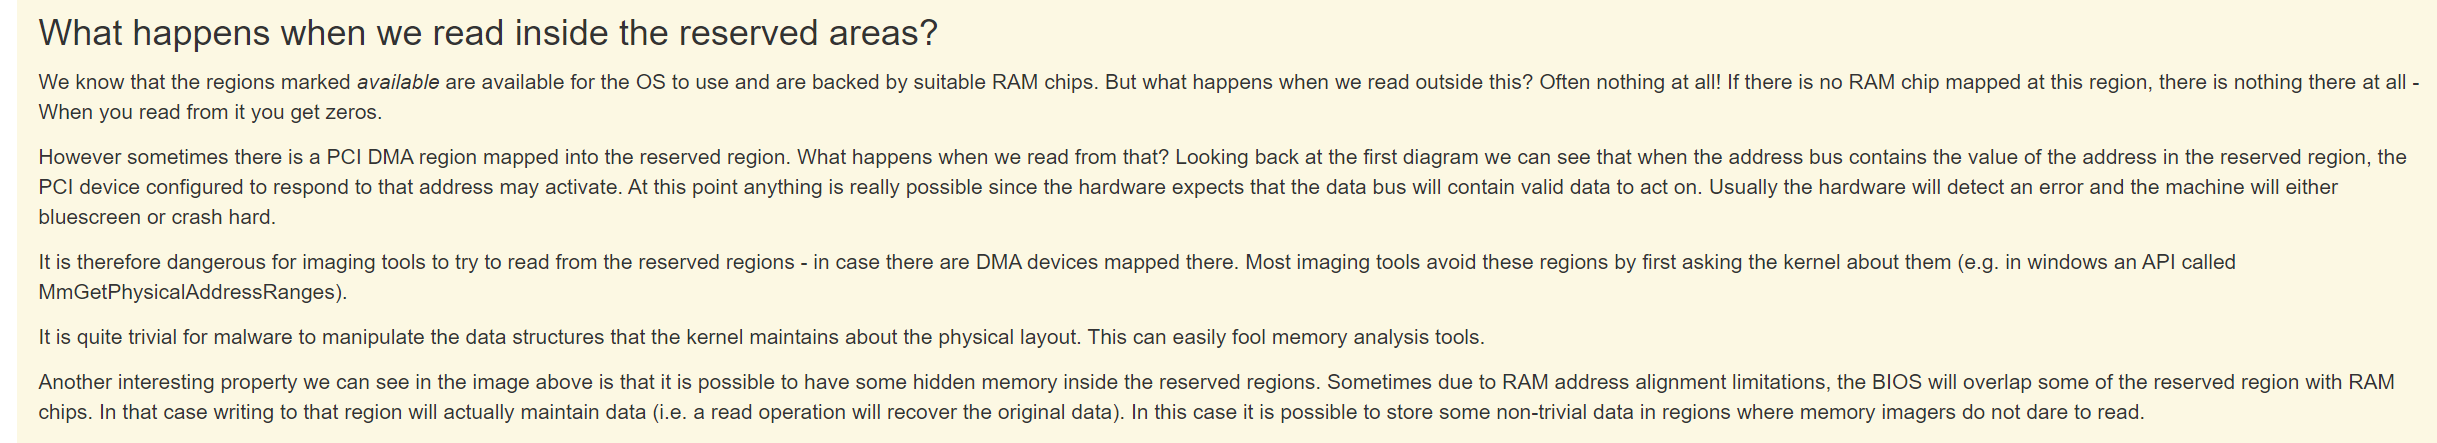 What happens when we read inside the reserved areas?
We know that the regions marked available are available for the OS to use and are backed by suitable RAM chips. But what happens when we read outside this? Often nothing at all! If there is no RAM chip mapped at this region, there is nothing there at all -
When you read from it you get zeros.
However sometimes there is a PCI DMA region mapped into the reserved region. What happens when we read from that? Looking back at the first diagram we can see that when the address bus contains the value of the address in the reserved region, the
PCI device configured to respond to that address may activate. At this point anything is really possible since the hardware expects that the data bus will contain valid data to act on. Usually the hardware will detect an error and the machine will either
bluescreen or crash hard.
It is therefore dangerous for imaging tools to try to read from the reserved regions - in case there are DMA devices mapped there. Most imaging tools avoid these regions by first asking the kernel about them (e.g. in windows an API called
MmGetPhysicalAddressRanges).
It is quite trivial for malware to manipulate the data structures that the kernel maintains about the physical layout. This can easily fool memory analysis tools.
Another interesting property we can see in the image above is that it is possible to have some hidden memory inside the reserved regions. Sometimes due to RAM address alignment limitations, the BIOS will overlap some of the reserved region with RAM
chips. In that case writing to that region will actually maintain data (i.e. a read operation will recover the original data). In this case it is possible to store some non-trivial data in regions where memory imagers do not dare to read.